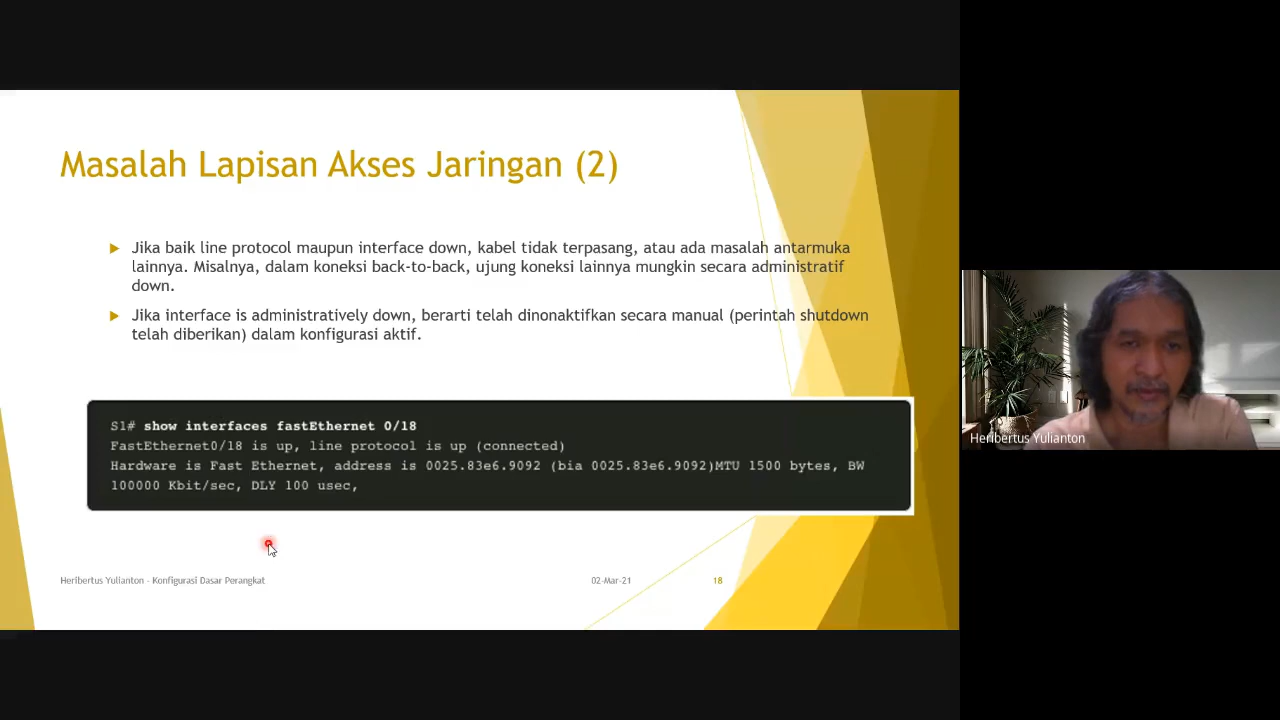 Masalah Lapisan Akses Jaringan (2)
Jika baik line protocol maupun interface down, kabel tidak terpasang, atau ada masalah antarmuka
lainnya. Misalnya, dalam koneksi back-to-back, ujung koneksi lainnya mungkin secara administratif
down.
Jika interface is administratively down, berarti telah dinonaktifkan secara manual (perintah shutdown
telah diberikan) dalam konfigurasi aktif.
S1# show interfaces fastEthernet 0/18
FastEthernet0/18 is up, line protocol is up (connected)
Hardware is Fast Ethernet, address is 0025.83e6.9092 (bia 0025.83e6.9092)MTU 1500 bytes, BW
100000 Kbit/sec, DLY 100 usec,
Heribertus Yulianton - Konfigurasi Dasar Perangkat
02-Mar-21
18
Heribertus Yulianton